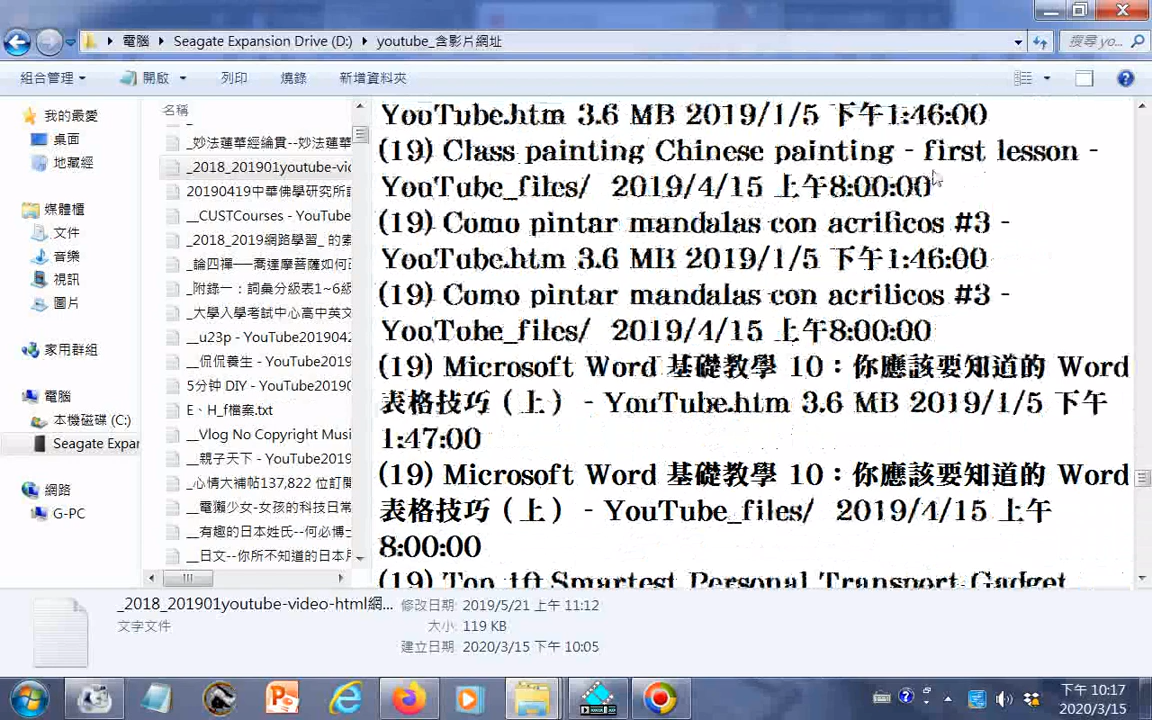 電腦 Seagate Expansion Drive (D:) youtube_含影片網址
搜尋 yo...
組合管理 開啟 列印 燒錄 新增資料夾
我的最愛
桌面
地藏經
媒體櫃
文件
音樂
視訊
圖片
家用群組
電腦
本機磁碟 (C:)
Seagate Expar
網路
G-PC
名稱
_妙法蓮華經論貫--妙法蓮華
_2018_201901youtube-vi
20190419中華佛學研究所
__CUSTCourses - YouTube
_2018_2019網路學習_ 的索
_論四禪──喬達摩菩薩如何
_附錄一：詞彙分級表1~6級
_大學入學考試中心高中英文
__u23p - YouTube2019042
__侃侃養生 - YouTube2019
5分钟 DIY - YouTube2019
E、H_f檔案.txt
__Vlog No Copyright Musi
__親子天下 - YouTube2019
_心情大補帖137,822 位訂閱
__電獺少女-女孩的科技日常
__有趣的日本姓氏-何必博士
__日文--你所不知道的日本
YouTube.htm 3.6 MB 2019/1/5 下午1:46:00
(19) Class painting Chinese painting - first lesson -
YouTube_files/ 2019/4/15 上午8:00:00
(19) Como pintar mandalas con acrilicos #3 -
YouTube.htm 3.6 MB 2019/1/5 下午1:46:00
(19) Como pintar mandalas con acrilicos #3 -
YouTube_files/ 2019/4/15 上午8:00:00
(19) Microsoft Word 基礎教學 10：你應該要知道的 Word
表格技巧（上） - YouTube.htm 3.6 MB 2019/1/5 下午
1:47:00
(19) Microsoft Word 基礎教學 10：你應該要知道的 Word
表格技巧（上） - YouTube_files/ 2019/4/15 上午
8:00:00
(19) Top 10 Smartest Personal Transport Gadget
_2018_201901youtube-video-html網...
文字文件
修改日期: 2019/5/21 上午 11:12
大小: 119 KB
建立日期: 2020/3/15 下午 10:05
下午 10:17
2020/3/15